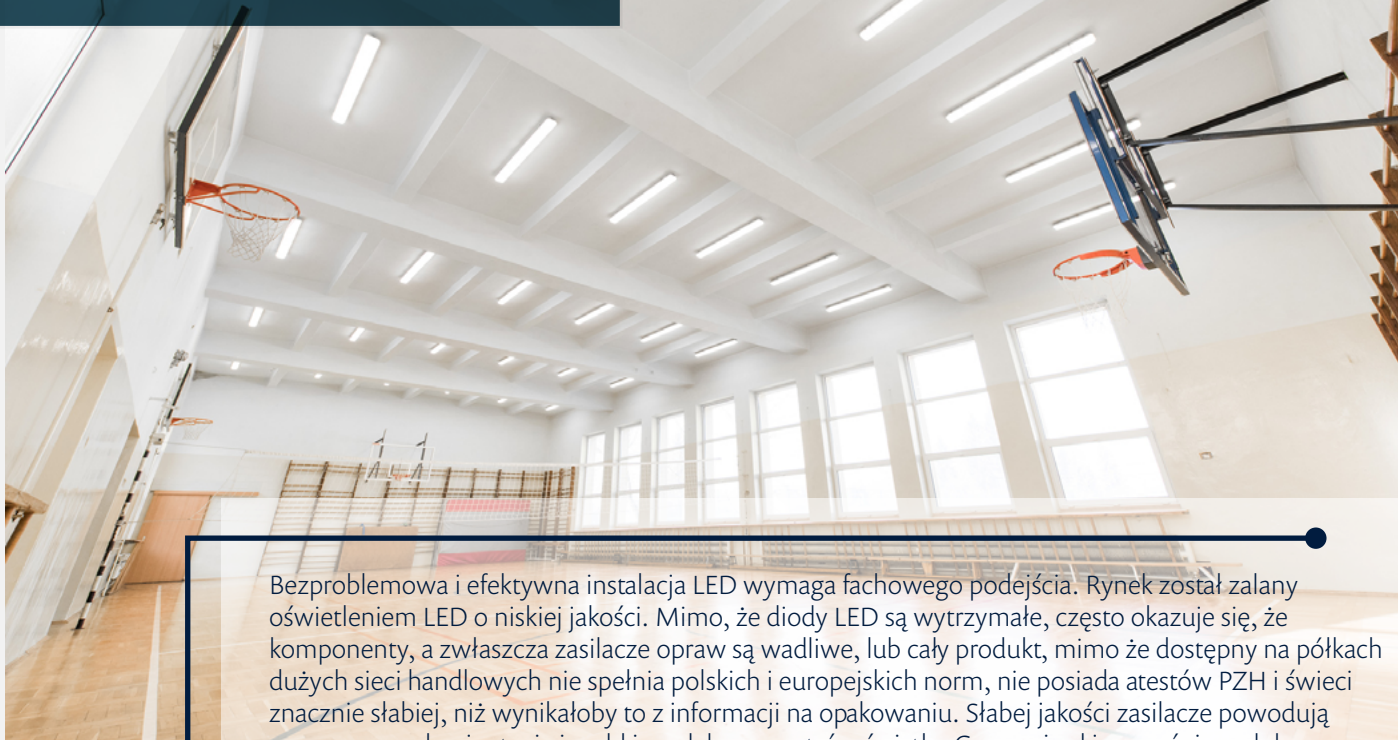 Bezproblemowa i efektywna instalacja LED wymaga fachowego podejścia. Rynek został zalany
oświetleniem LED o niskiej jakości. Mimo, że diody LED są wytrzymałe, często okazuje się, że
komponenty, a zwłaszcza zasilacze opraw są wadliwe, lub cały produkt, mimo że dostępny na półkach
dużych sieci handlowych nie spełnia polskich i europejskich norm, nie posiada atestów PZH i świeci
znacznie słabiej, niż wynikałoby to z informacji na opakowaniu. Słabej jakości zasilacze powodują